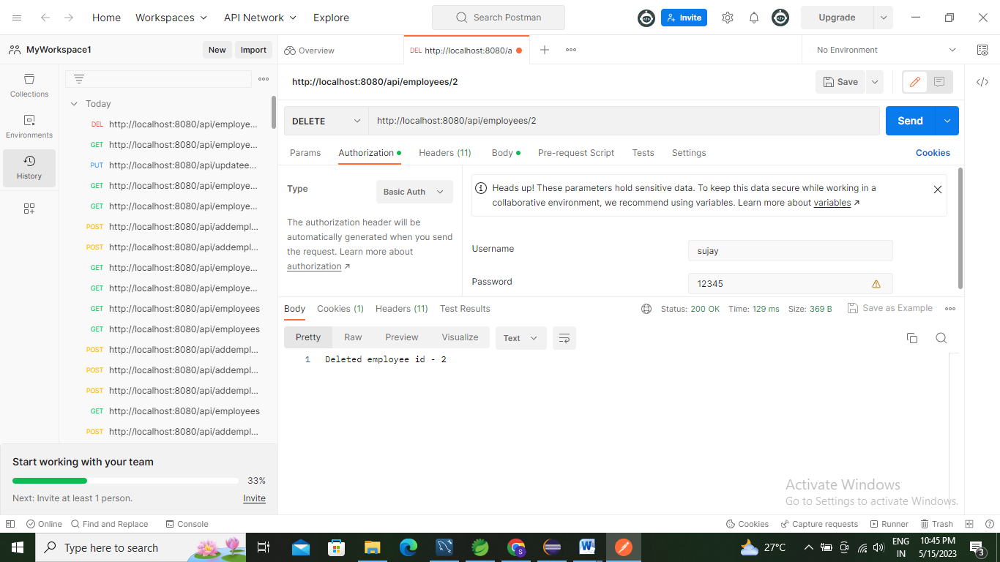 Home
Workspaces
API Network
Explore
Search Postman
Invite
Upgrade
MyWorkspace1
New
Import
Overview
DEL http://localhost:8080/a
No Environment
Collections
Environments
History
Today
DEL http://localhost:8080/api/employe...
GET http://localhost:8080/api/employe...
PUT http://localhost:8080/api/updatee...
GET http://localhost:8080/api/employe...
GET http://localhost:8080/api/employe...
POST http://localhost:8080/api/addempl...
POST http://localhost:8080/api/addempl...
GET http://localhost:8080/api/employe...
GET http://localhost:8080/api/employe...
GET http://localhost:8080/api/employees
GET http://localhost:8080/api/employees
POST http://localhost:8080/api/addempl...
POST http://localhost:8080/api/addempl...
POST http://localhost:8080/api/addempl...
GET http://localhost:8080/api/employees
POST http://localhost:8080/api/addempl...
Start working with your team
33%
Next: Invite at least 1 person.
Invite
http://localhost:8080/api/employees/2
Save
DELETE
http://localhost:8080/api/employees/2
Send
Params
Authorization
Headers (11)
Body
Pre-request Script
Tests
Settings
Cookies
Type
Basic Auth
The authorization header will be
automatically generated when you send
the request. Learn more about
authorization ↗
Heads up! These parameters hold sensitive data. To keep this data secure while working in a
collaborative environment, we recommend using variables. Learn more about variables ↗
Username
sujay
Password
12345
Body
Cookies (1)
Headers (11)
Test Results
Status: 200 OK
Time: 129 ms
Size: 369 B
Save as Example
Pretty
Raw
Preview
Visualize
Text
1 Deleted employee id - 2
Activate Windows
Go to Settings to activate Windows.
Online
Find and Replace
Console
Cookies
Capture requests
Runner
Trash
Type here to search
27°C
ENG
IN
10:45 PM
5/15/2023
3